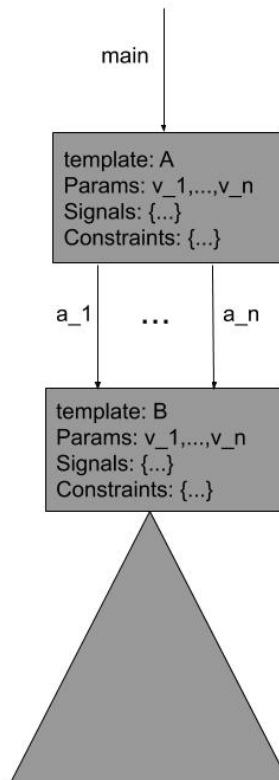 main
template: A
Params: v_1,...,v_n
Signals: {...}
Constraints: {...}
a_1 ... a_n
template: B
Params: v_1,...,v_n
Signals: {...}
Constraints: {...}